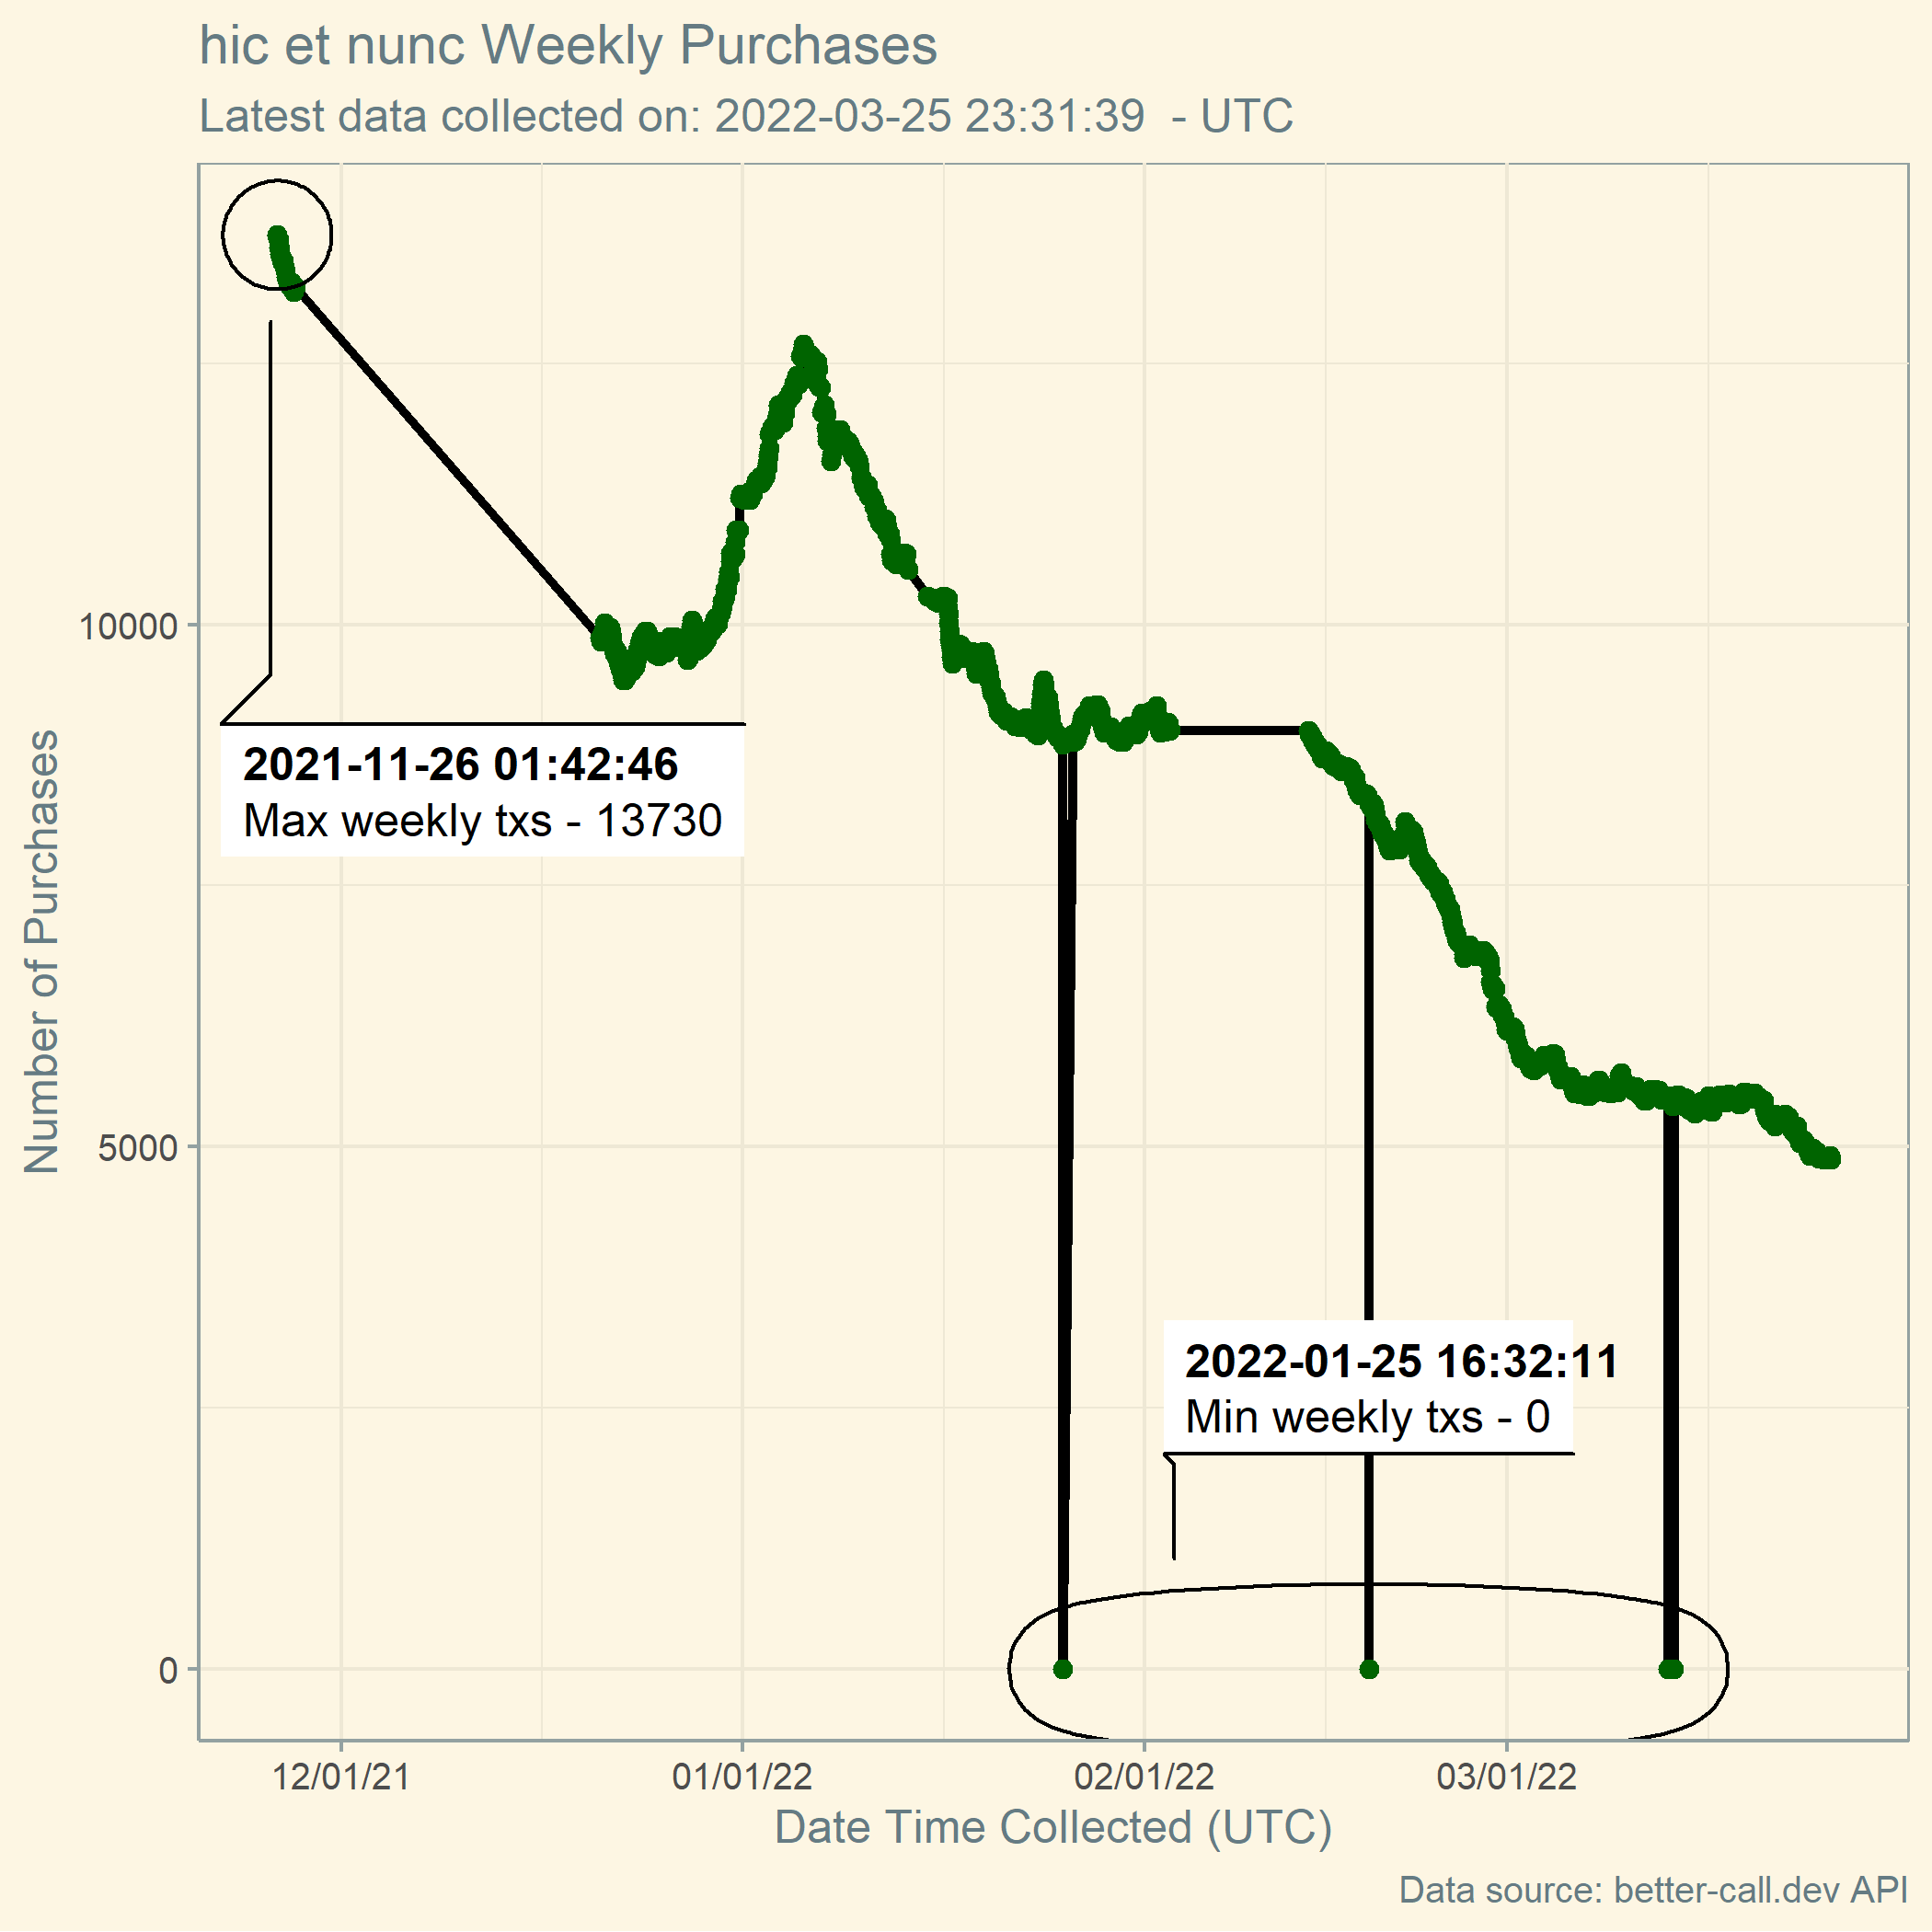 hic et nunc Weekly Purchases
Latest data collected on: 2022-03-25 23:31:39  - UTC
Number of Purchases
10000
5000
0
2021-11-26 01:42:46
Max weekly txs - 13730
2022-01-25 16:32:11
Min weekly txs - 0
12/01/21
01/01/22
02/01/22
03/01/22
Date Time Collected (UTC)
Data source: better-call.dev API